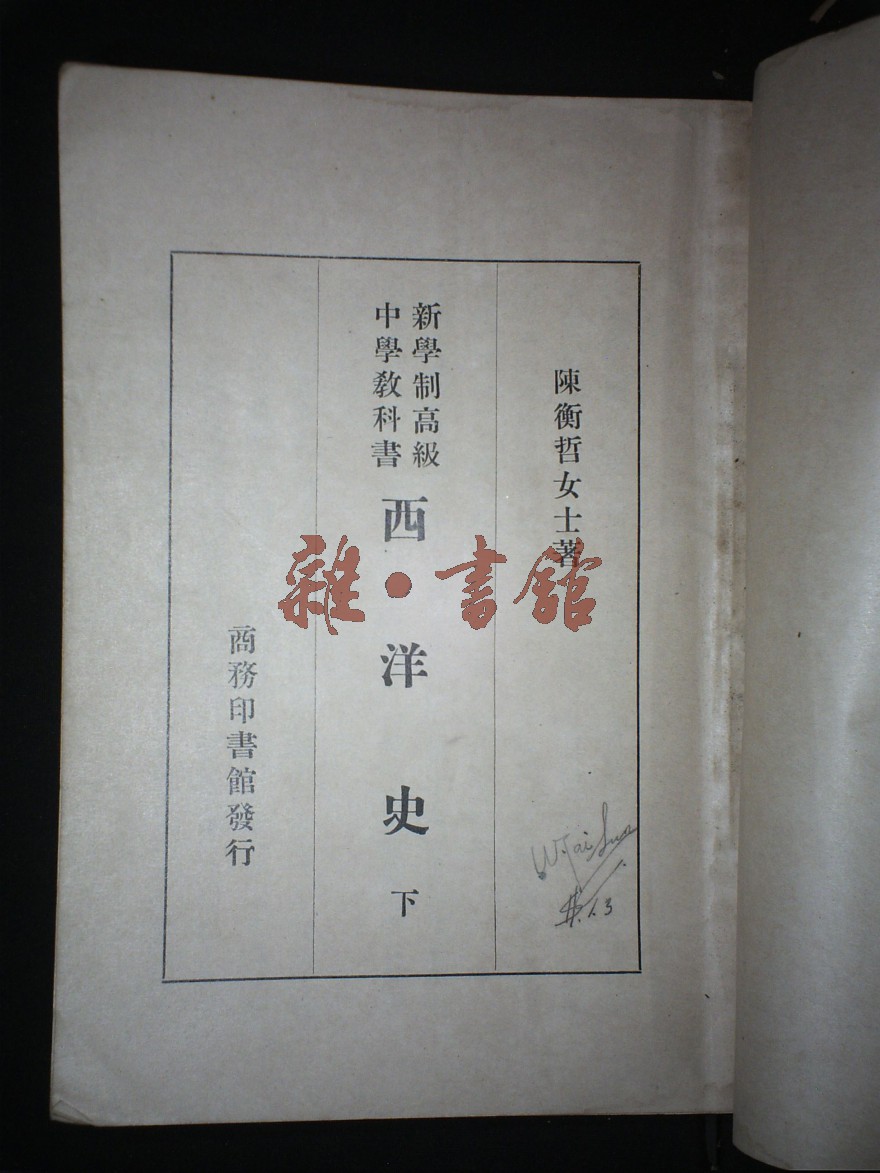 陳衡哲女士著
新學制高級
中學教科書
西洋史 下
商務印書館發行
雜·書館